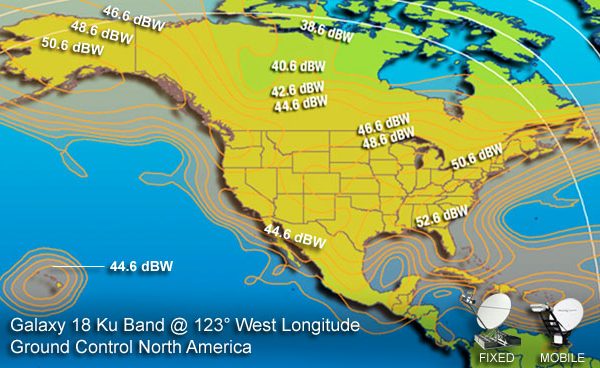 46.6 dBW
48.6 dBW
50.6 dBW
38.6 dBW
40.6 dBW
42.6 dBW
44.6 dBW
46.6 dBW
48.6 dBW
50.6 dBW
52.6 dBW
44.6 dBW
44.6 dBW
Galaxy 18 Ku Band @ 123° West Longitude
Ground Control North America
FIXED
MOBILE